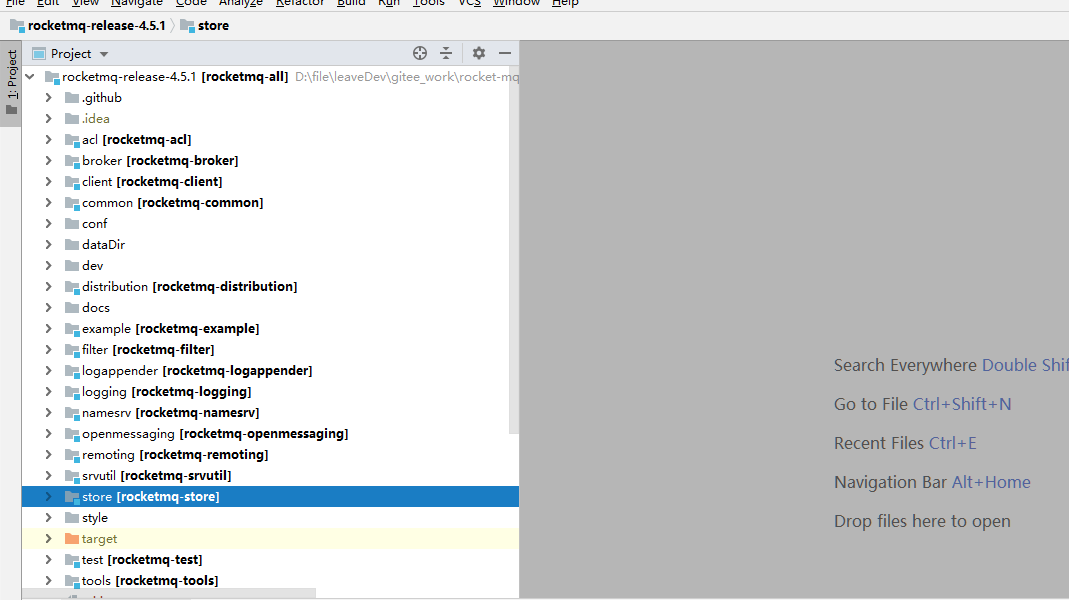 File Edit View Navigate Code Analyze Refactor Build Run Tools VCS Window Help
rocketmq-release-4.5.1 store
1: Project
Project
rocketmq-release-4.5.1 [rocketmq-all] D:\file\leaveDev\gitee_work\rocket-mq
.github
.idea
acl [rocketmq-acl]
broker [rocketmq-broker]
client [rocketmq-client]
common [rocketmq-common]
conf
dataDir
dev
distribution [rocketmq-distribution]
docs
example [rocketmq-example]
filter [rocketmq-filter]
logappender [rocketmq-logappender]
logging [rocketmq-logging]
namesrv [rocketmq-namesrv]
openmessaging [rocketmq-openmessaging]
remoting [rocketmq-remoting]
srvutil [rocketmq-srvutil]
store [rocketmq-store]
style
target
test [rocketmq-test]
tools [rocketmq-tools]
Search Everywhere Double Shif
Go to File Ctrl+Shift+N
Recent Files Ctrl+E
Navigation Bar Alt+Home
Drop files here to open